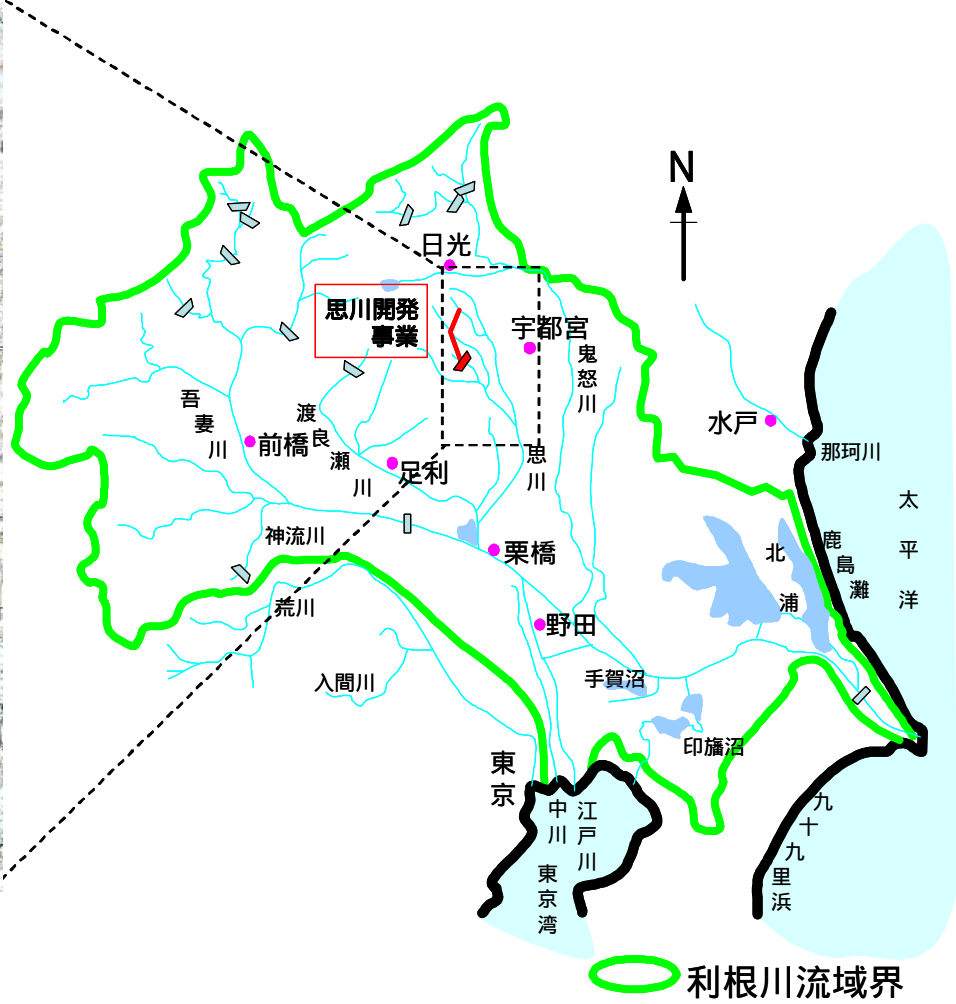 N
日光
思川開発
事業
宇都宮
鬼怒川
吾妻川
渡良瀬川
前橋
足利
思川
水戸
那珂川
太平洋
鹿島灘
北浦
神流川
栗橋
荒川
野田
入間川
手賀沼
印旛沼
東京
中川
江戸川
東京湾
九十九里浜
利根川流域界